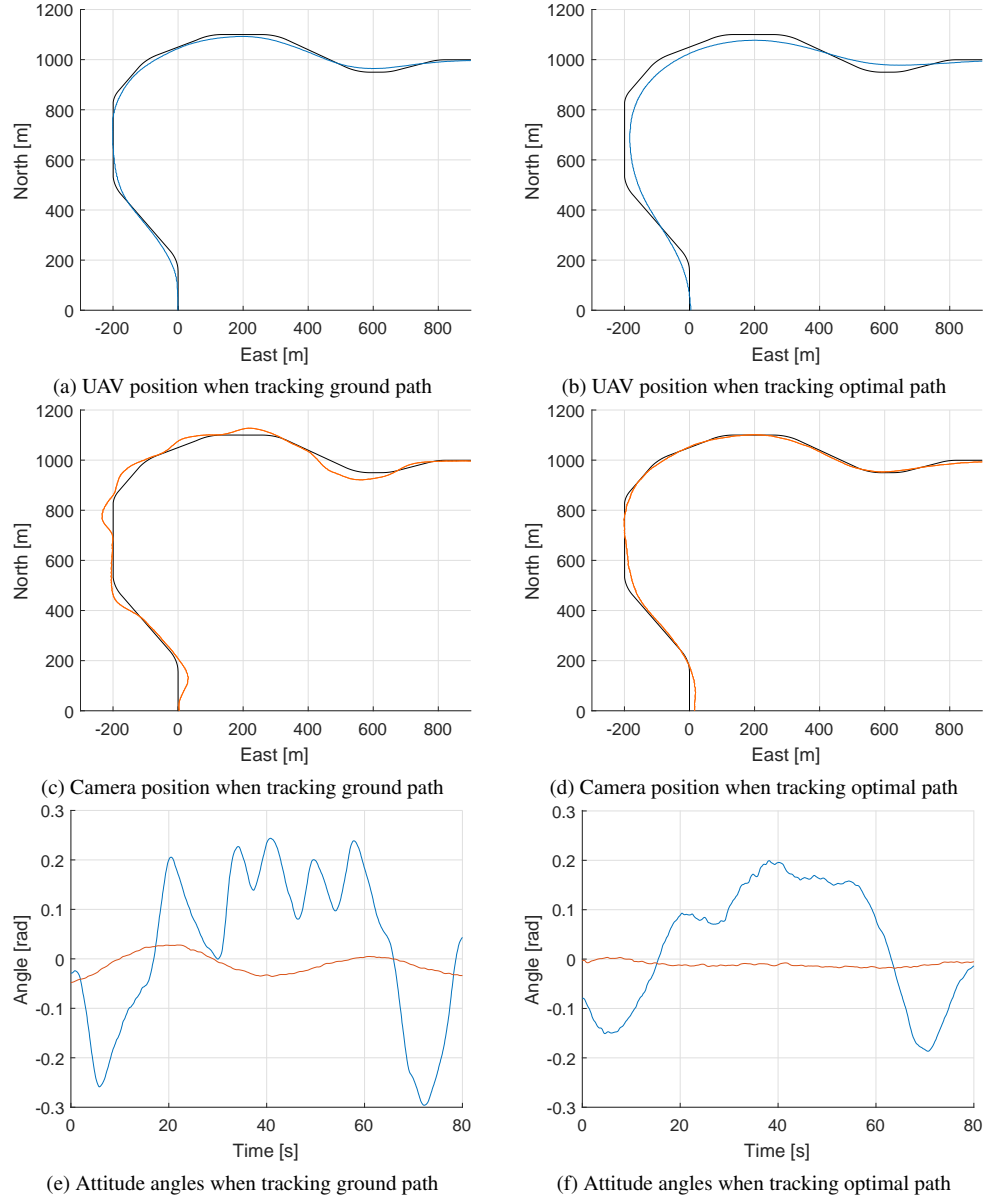 1200
1000
800
600
400
200
0
North [m]
-200 0 200 400 600 800
East [m]
(a) UAV position when tracking ground path
1200
1000
800
600
400
200
0
North [m]
-200 0 200 400 600 800
East [m]
(b) UAV position when tracking optimal path
1200
1000
800
600
400
200
0
North [m]
-200 0 200 400 600 800
East [m]
(c) Camera position when tracking ground path
1200
1000
800
600
400
200
0
North [m]
-200 0 200 400 600 800
East [m]
(d) Camera position when tracking optimal path
0.3
0.2
0.1
0
-0.1
-0.2
-0.3
Angle [rad]
0 20 40 60 80
Time [s]
(e) Attitude angles when tracking ground path
0.3
0.2
0.1
0
-0.1
-0.2
-0.3
Angle [rad]
0 20 40 60 80
Time [s]
(f) Attitude angles when tracking optimal path